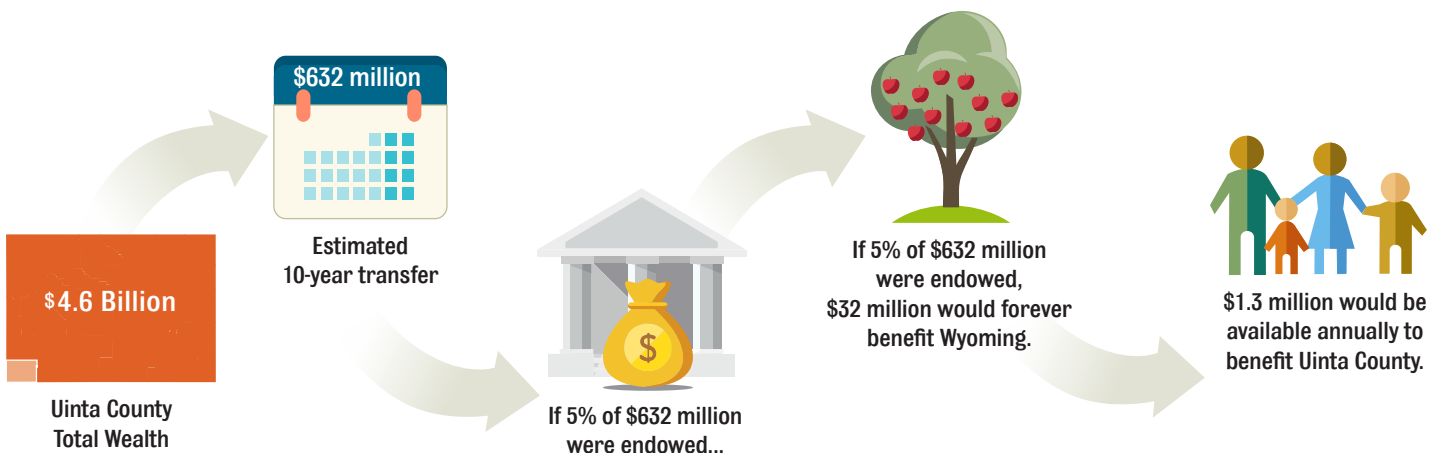 $4.6 Billion
Uinta County
Total Wealth
$632 million
Estimated
10-year transfer
$
If 5% of $632 million
were endowed...
If 5% of $632 million
were endowed,
$32 million would forever
benefit Wyoming.
$1.3 million would be
available annually to
benefit Uinta County.